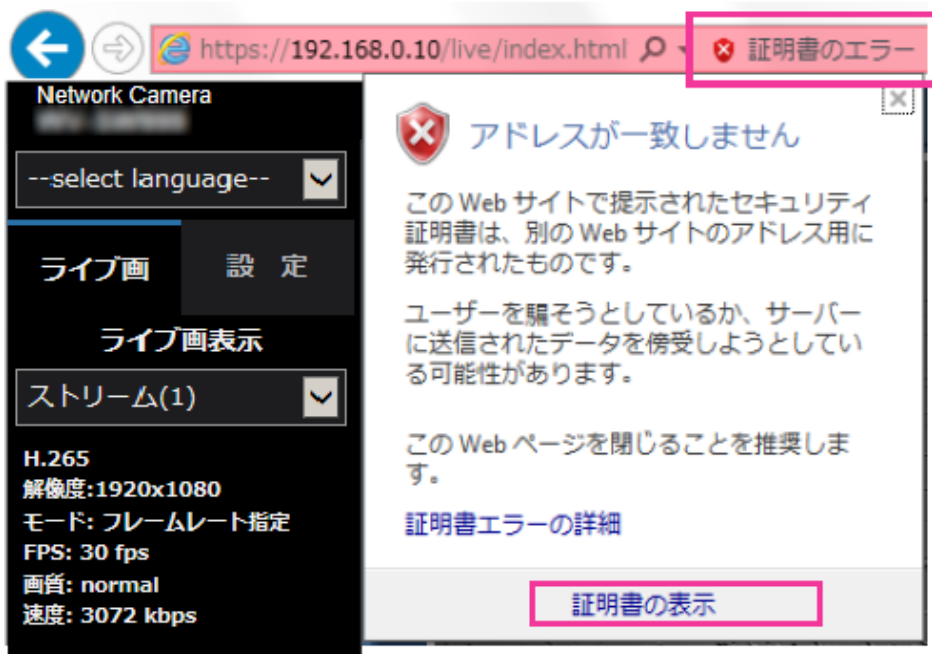 https://192.168.0.10/live/index.html
証明書のエラー
Network Camera
--select language--
ライブ画
設 定
ライブ画表示
ストリーム(1)
H.265
解像度:1920x1080
モード: フレームレート指定
FPS: 30 fps
画質: normal
速度: 3072 kbps
アドレスが一致しません
この Web サイトで提示されたセキュリティ
証明書は、別の Web サイトのアドレス用に
発行されたものです。
ユーザーを騙そうとしているか、サーバー
に送信されたデータを傍受しようとしてい
る可能性があります。
この Web ページを閉じることを推奨しま
す。
証明書エラーの詳細
証明書の表示